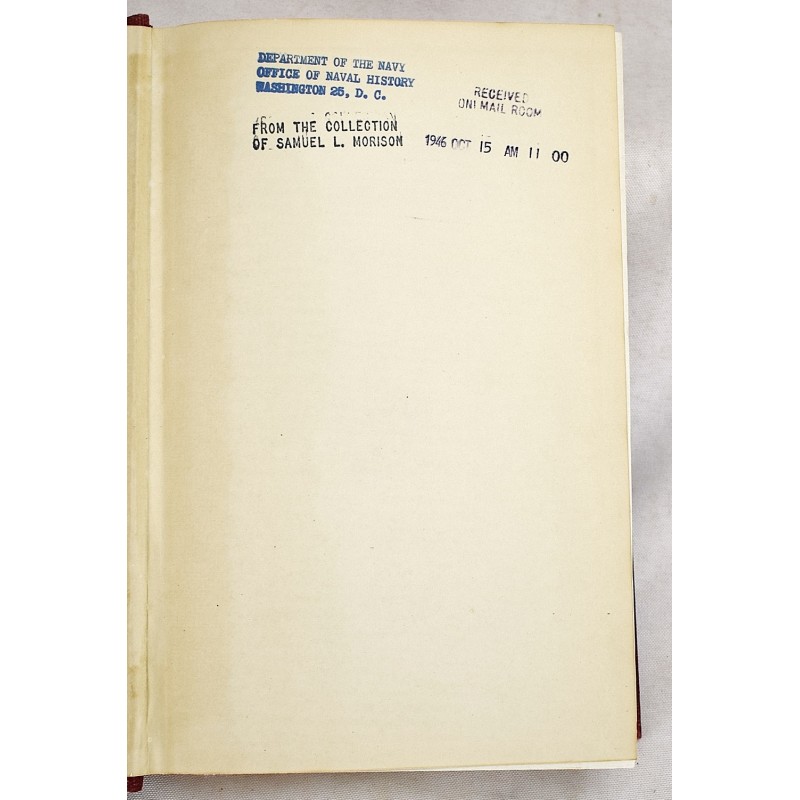 DEPARTMENT OF THE NAVY
OFFICE OF NAVAL HISTORY
WASHINGTON 25, D. C.
RECEIVED
ONI MAIL ROOM
FROM THE COLLECTION
OF SAMUEL L. MORISON
1946 OCT 15 AM 11 00